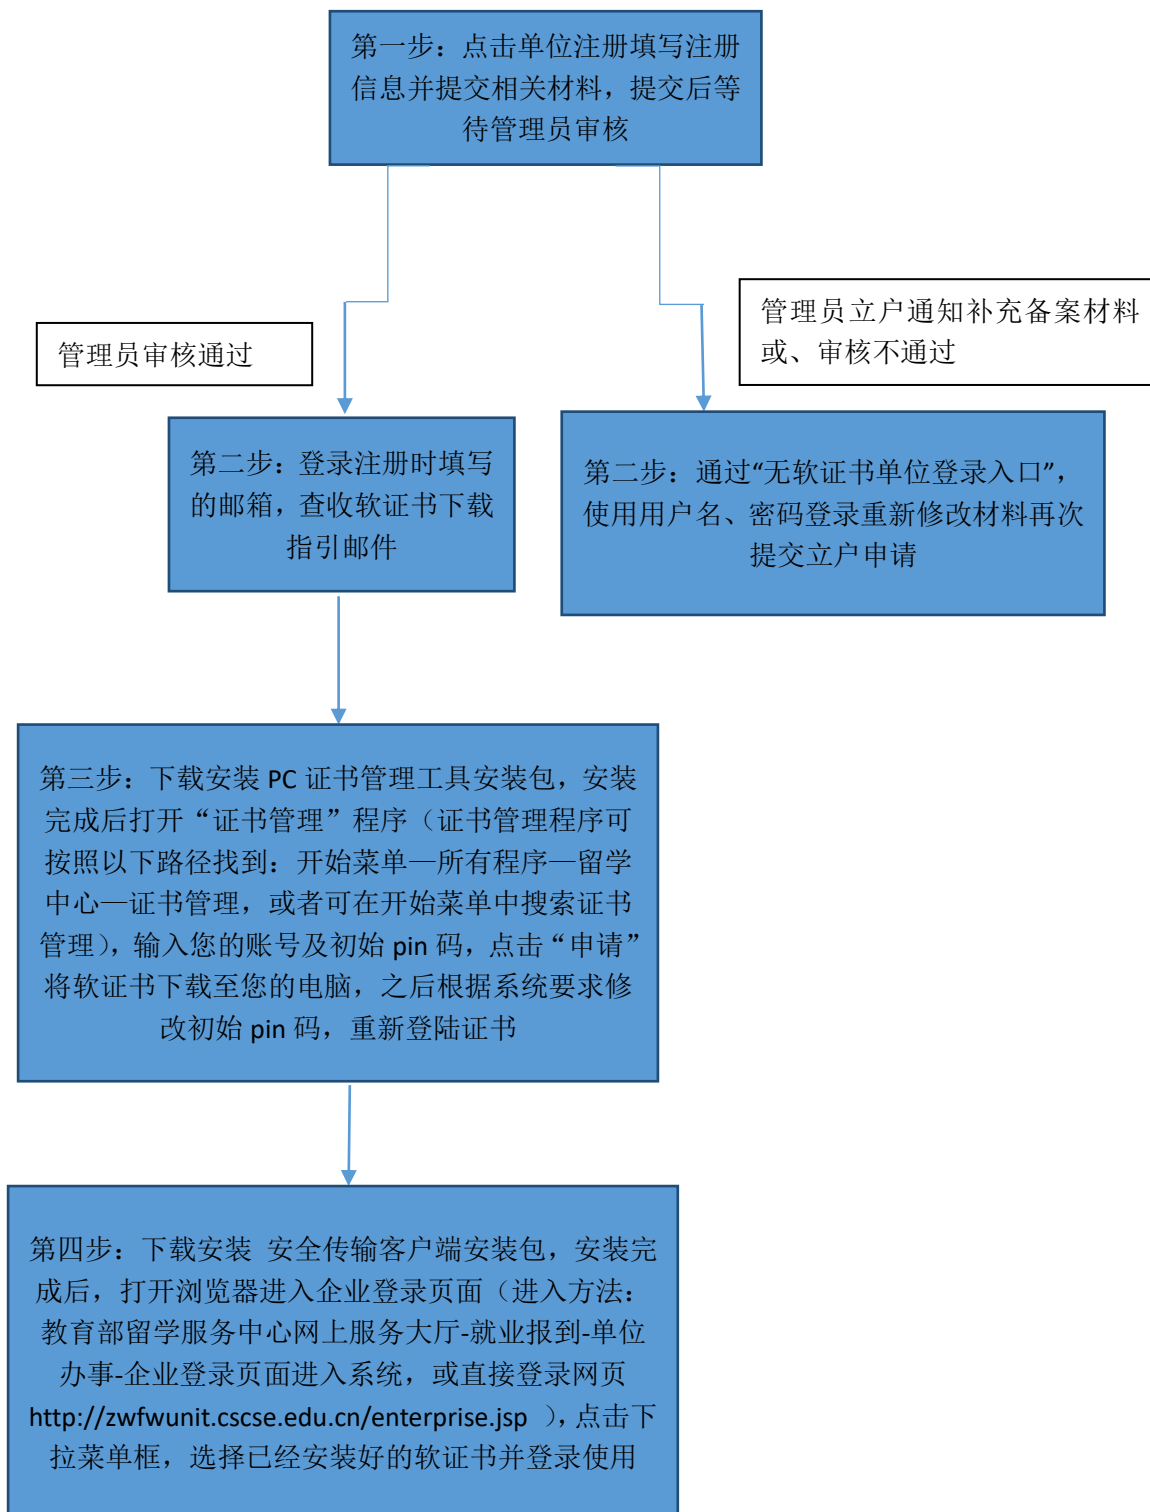 第一步：点击单位注册填写注册
信息并提交相关材料，提交后等
待管理员审核
管理员审核通过
管理员立户通知补充备案材料
或、审核不通过
第二步：登录注册时填写
的邮箱，查收软证书下载
指引邮件
第二步：通过“无软证书单位登录入口”，
使用用户名、密码登录重新修改材料再次
提交立户申请
第三步：下载安装 PC 证书管理工具安装包，安装
完成后打开“证书管理”程序（证书管理程序可
按照以下路径找到：开始菜单—所有程序—留学
中心—证书管理，或者可在开始菜单中搜索证书
管理），输入您的账号及初始 pin 码，点击“申请”
将软证书下载至您的电脑，之后根据系统要求修
改初始 pin 码，重新登陆证书
第四步：下载安装 安全传输客户端安装包，安装完
成后，打开浏览器进入企业登录页面（进入方法：
教育部留学服务中心网上服务大厅-就业报到-单位
办事-企业登录页面进入系统，或直接登录网页
http://zwfwunit.cscse.edu.cn/enterprise.jsp ），点击下
拉菜单框，选择已经安装好的软证书并登录使用